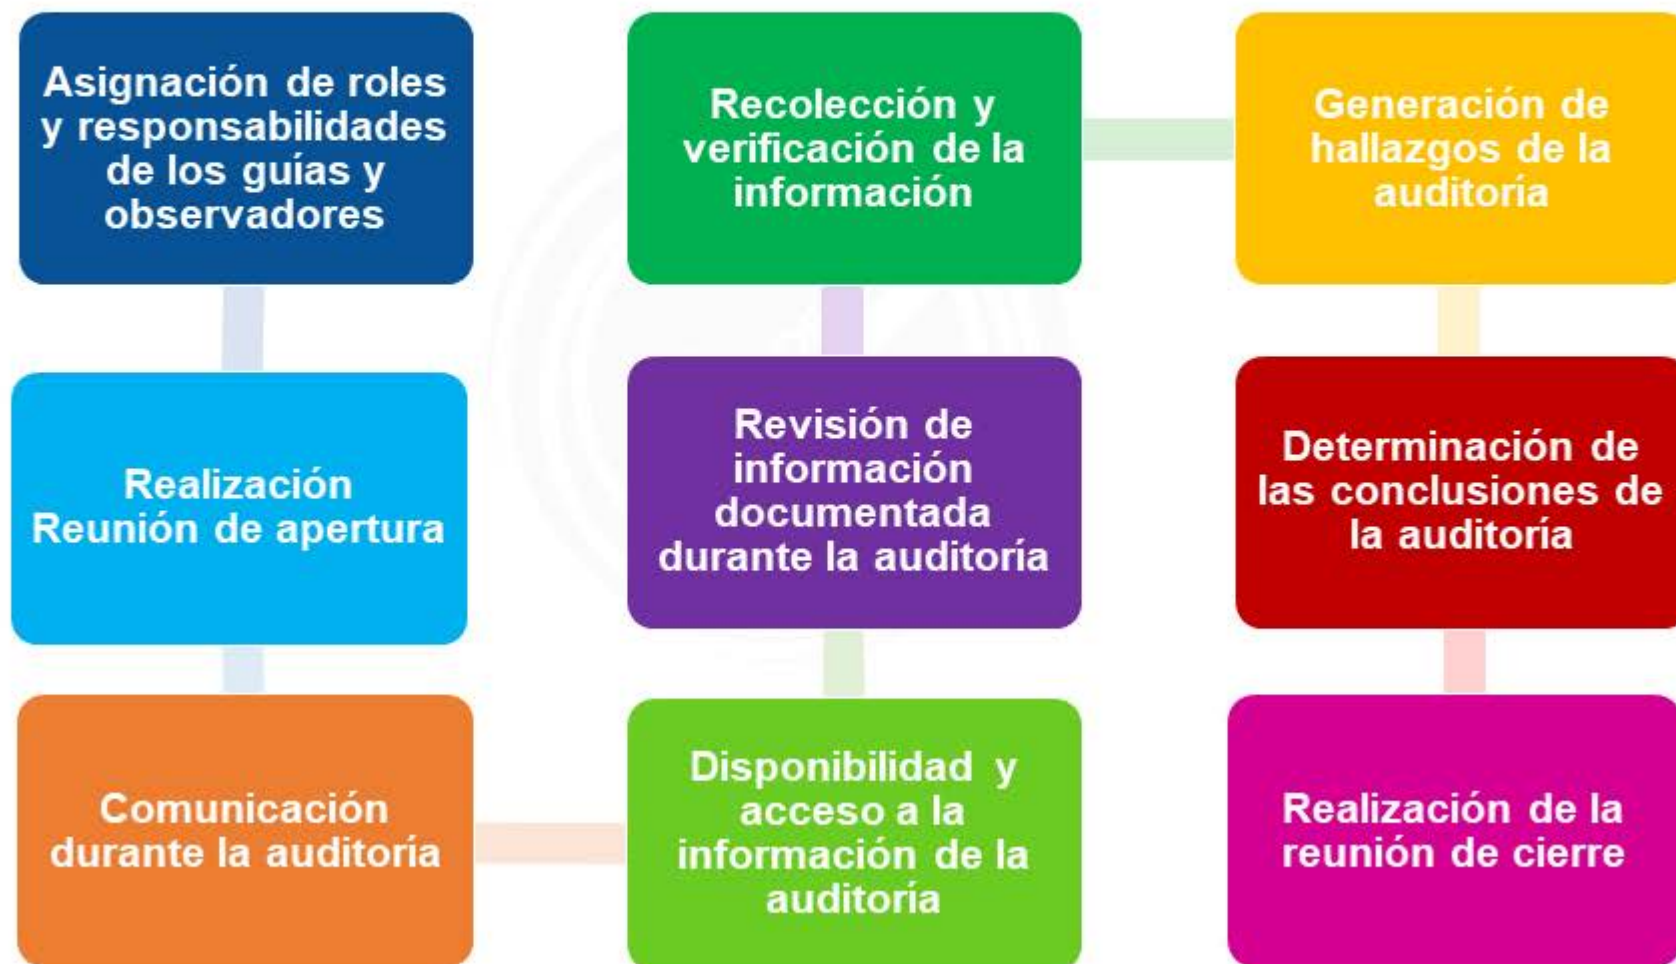 Asignación de roles
y responsabilidades
de los guías y
observadores
Realización
Reunión de apertura
Comunicación
durante la auditoría
Disponibilidad y
acceso a la
información de la
auditoría
Revisión de
información
documentada
durante la auditoría
Recolección y
verificación de la
información
Generación de
hallazgos de la
auditoría
Determinación de
las conclusiones de
la auditoría
Realización de la
reunión de cierre